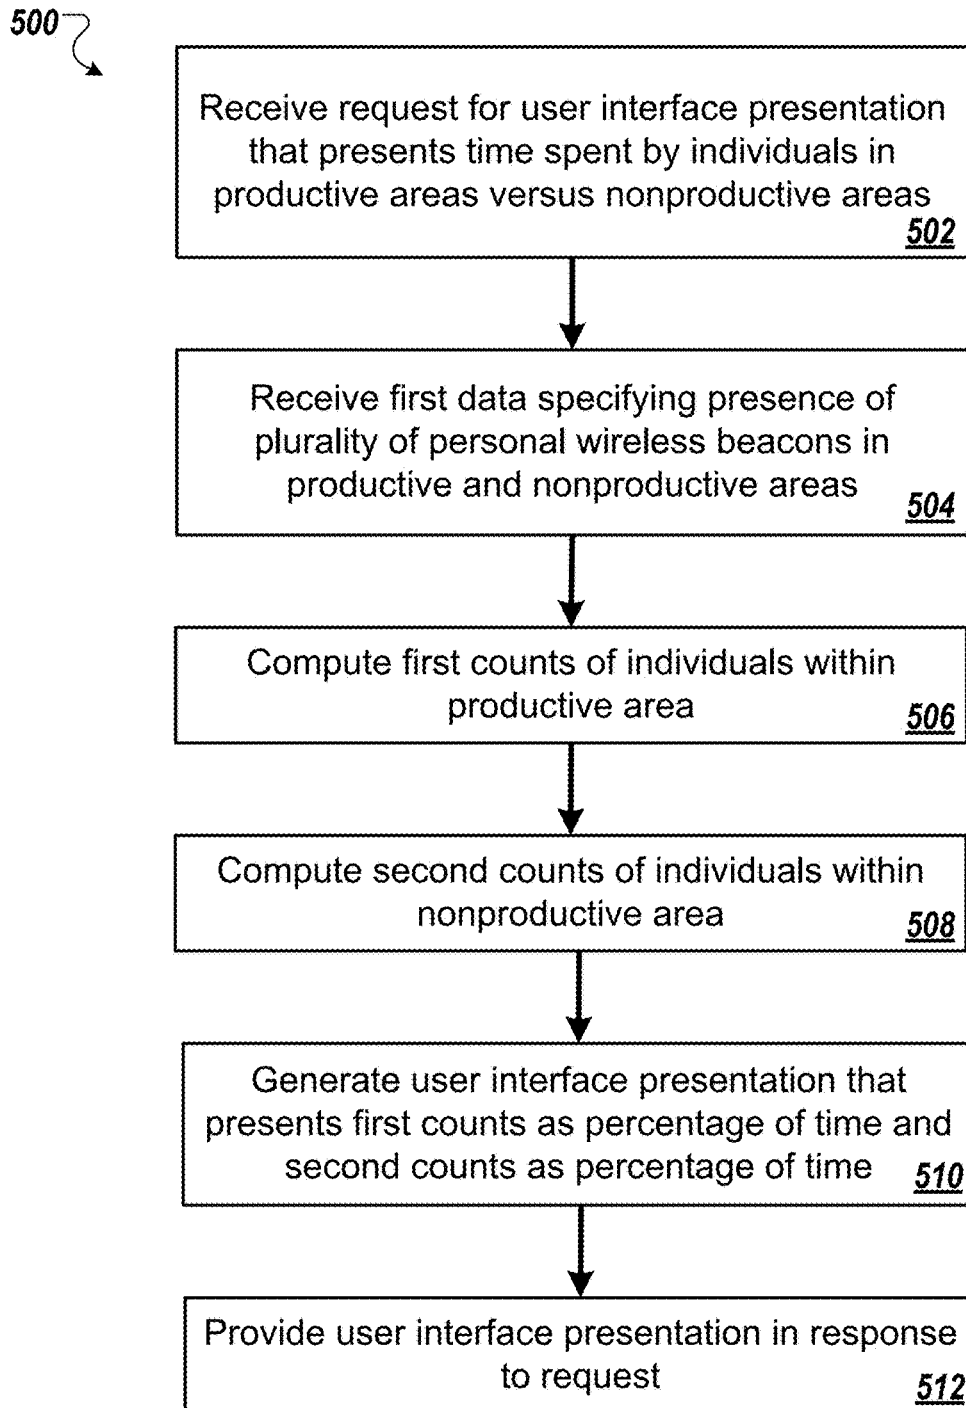 500
Receive request for user interface presentation
that presents time spent by individuals in
productive areas versus nonproductive areas
502
Receive first data specifying presence of
plurality of personal wireless beacons in
productive and nonproductive areas
504
Compute first counts of individuals within
productive area
506
Compute second counts of individuals within
nonproductive area
508
Generate user interface presentation that
presents first counts as percentage of time and
second counts as percentage of time
510
Provide user interface presentation in response
to request
512